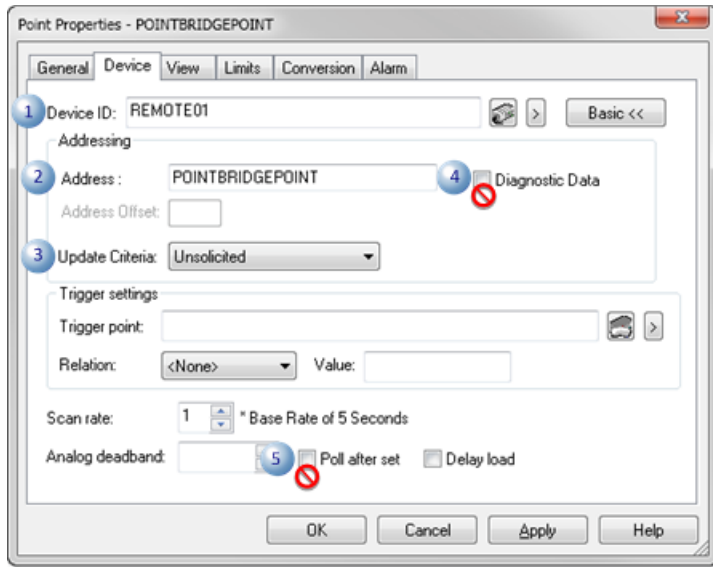 Point Properties - POINTBRIDGEPOINT
General Device View Limits Conversion Alarm
1 Device ID: REMOTE01 > Basic <<
Addressing
2 Address : POINTBRIDGEPOINT 4 Diagnostic Data
Address Offset:
3 Update Criteria: Unsolicited
Trigger settings
Trigger point: >
Relation: <None> Value:
Scan rate: 1 * Base Rate of 5 Seconds
Analog deadband: 5 Poll after set Delay load
OK Cancel Apply Help